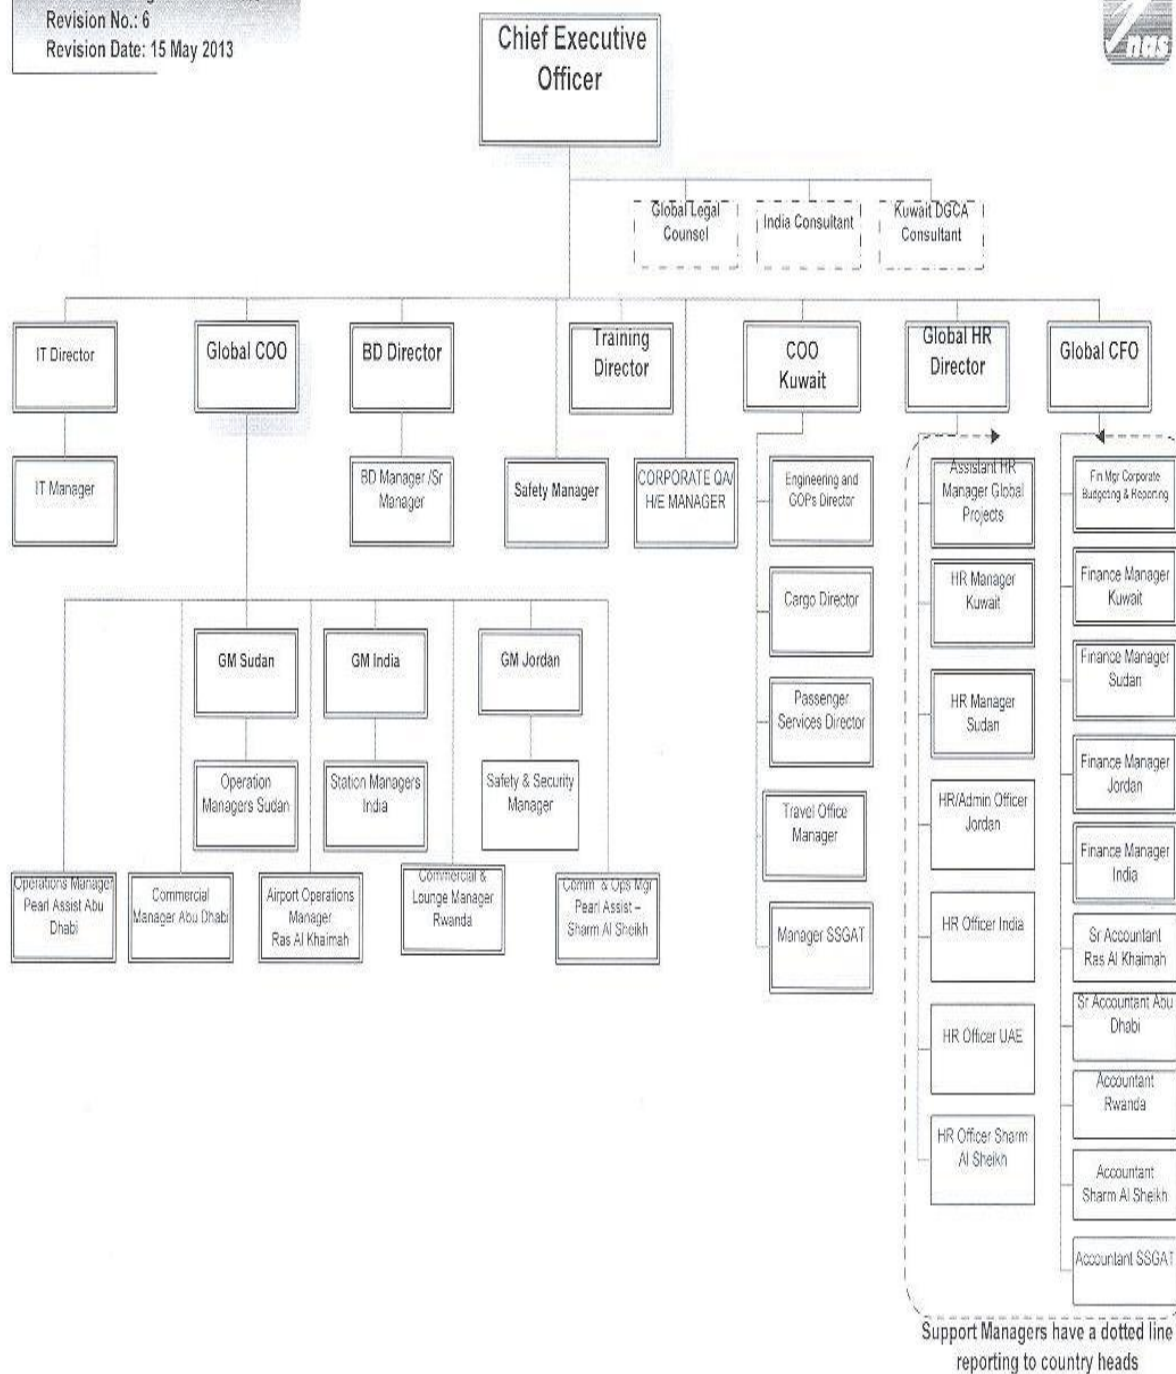 Revision No.: 6
Revision Date: 15 May 2013
nas
Chief Executive
Officer
Global Legal
Counsel
India Consultant
Kuwait DGCA
Consultant
IT Director
Global COO
BD Director
Training
Director
COO
Kuwait
Global HR
Director
Global CFO
IT Manager
BD Manager /Sr
Manager
Safety Manager
CORPORATE QA/
H/E MANAGER
Engineering and
GOPs Director
Assistant HR
Manager Global
Projects
Fin Mgr Corporate
Budgeting & Reporting
Cargo Director
HR Manager
Kuwait
Finance Manager
Kuwait
GM Sudan
GM India
GM Jordan
Passenger
Services Director
HR Manager
Sudan
Finance Manager
Sudan
Operation
Managers Sudan
Station Managers
India
Safety & Security
Manager
Travel Office
Manager
HR/Admin Officer
Jordan
Finance Manager
Jordan
Finance Manager
India
Operations Manager
Pearl Assist Abu
Dhabi
Commercial
Manager Abu Dhabi
Airport Operations
Manager
Ras Al Khaimah
Commercial &
Lounge Manager
Rwanda
Comm. & Ops Mgr
Pearl Assist –
Sharm Al Sheikh
Manager SSGAT
HR Officer India
Sr Accountant
Ras Al Khaimah
Sr Accountant Abu
Dhabi
HR Officer UAE
Accountant
Rwanda
HR Officer Sharm
Al Sheikh
Accountant
Sharm Al Sheikh
Accountant SSGAT
Support Managers have a dotted line
reporting to country heads